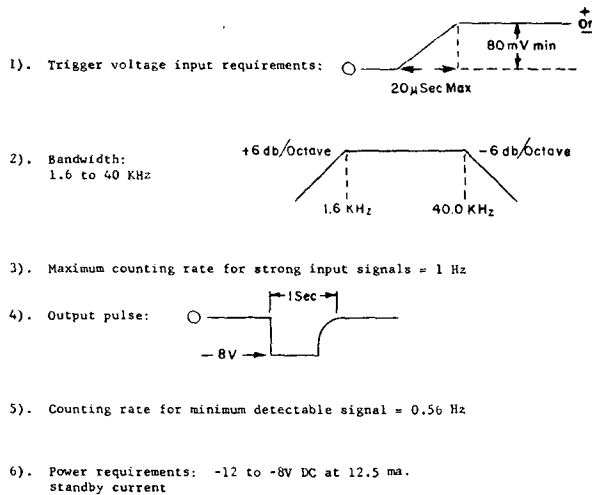 +
or
-
80 mV min
1). Trigger voltage input requirements:
20μSec Max
+6 db/Octave
-6 db/Octave
2). Bandwidth:
1.6 to 40 KHz
1.6 KHz
40.0 KHz
3). Maximum counting rate for strong input signals = 1 Hz
1 Sec
4). Output pulse:
- 8V
5). Counting rate for minimum detectable signal = 0.56 Hz
6). Power requirements: -12 to -8V DC at 12.5 ma.
standby current